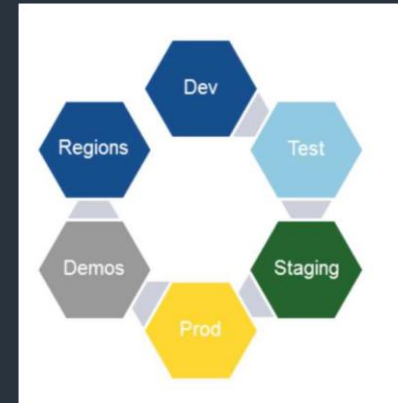 Dev
Test
Staging
Prod
Demos
Regions